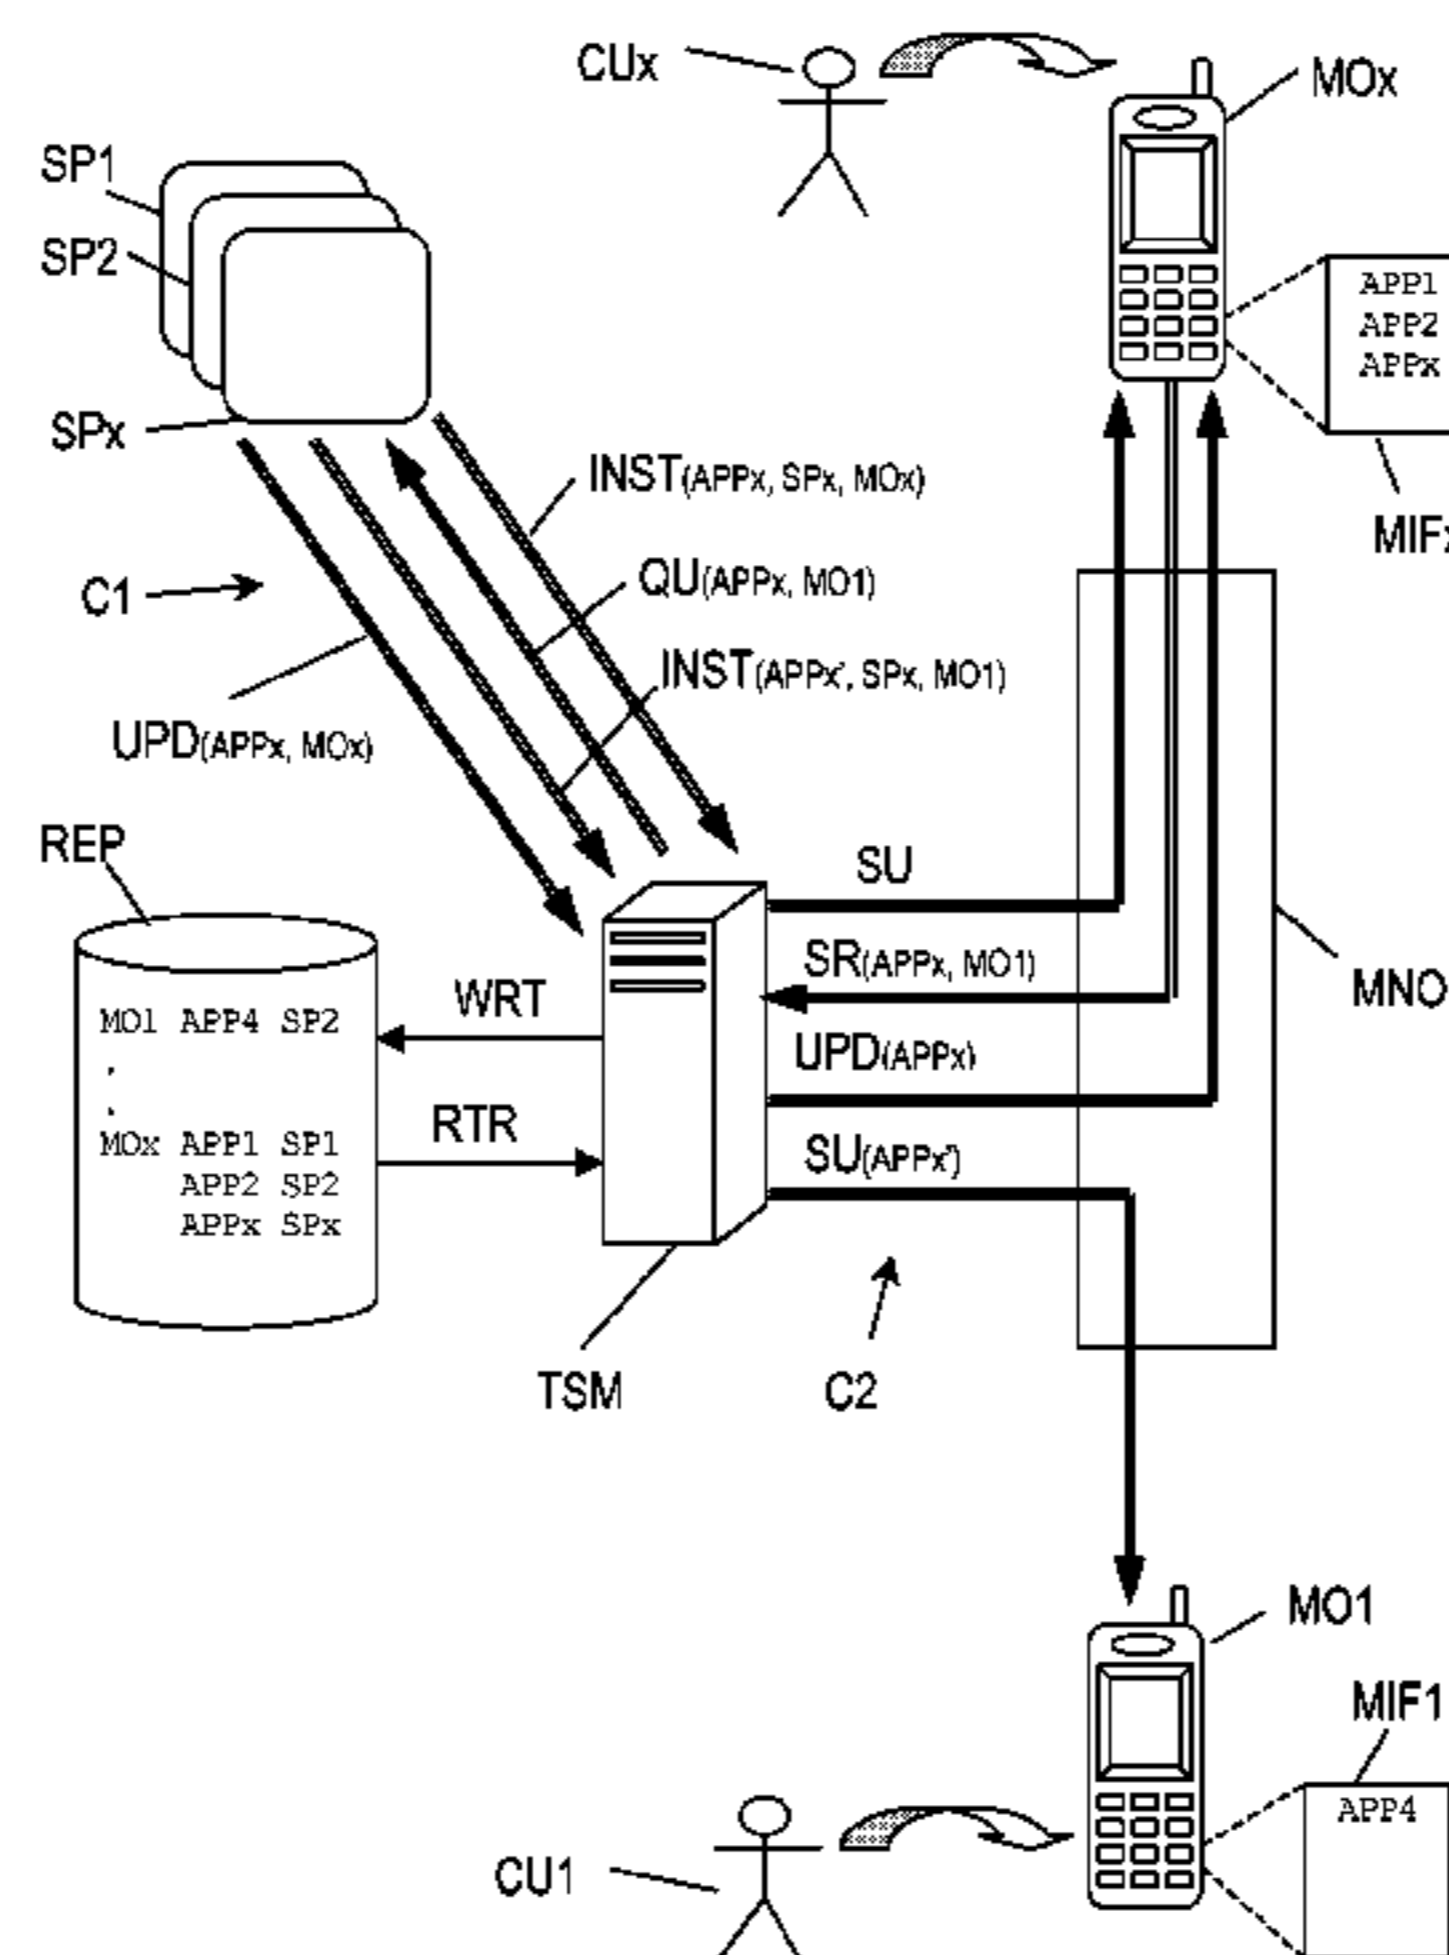 CUx
MOx
SP1
SP2
SPx
APP1
APP2
APPx
MIFx
INST(APPx, SPx, MOx)
QU(APPx, MO1)
INST(APPx', SPx, MO1)
C1
UPD(APPx, MOx)
REP
SU
SR(APPx, MO1)
MNO
WRT
UPD(APPx)
RTR
SU(APPx')
MO1 APP4 SP2
.
.
MOx APP1 SP1
APP2 SP2
APPx SPx
TSM
C2
MO1
MIF1
APP4
CU1